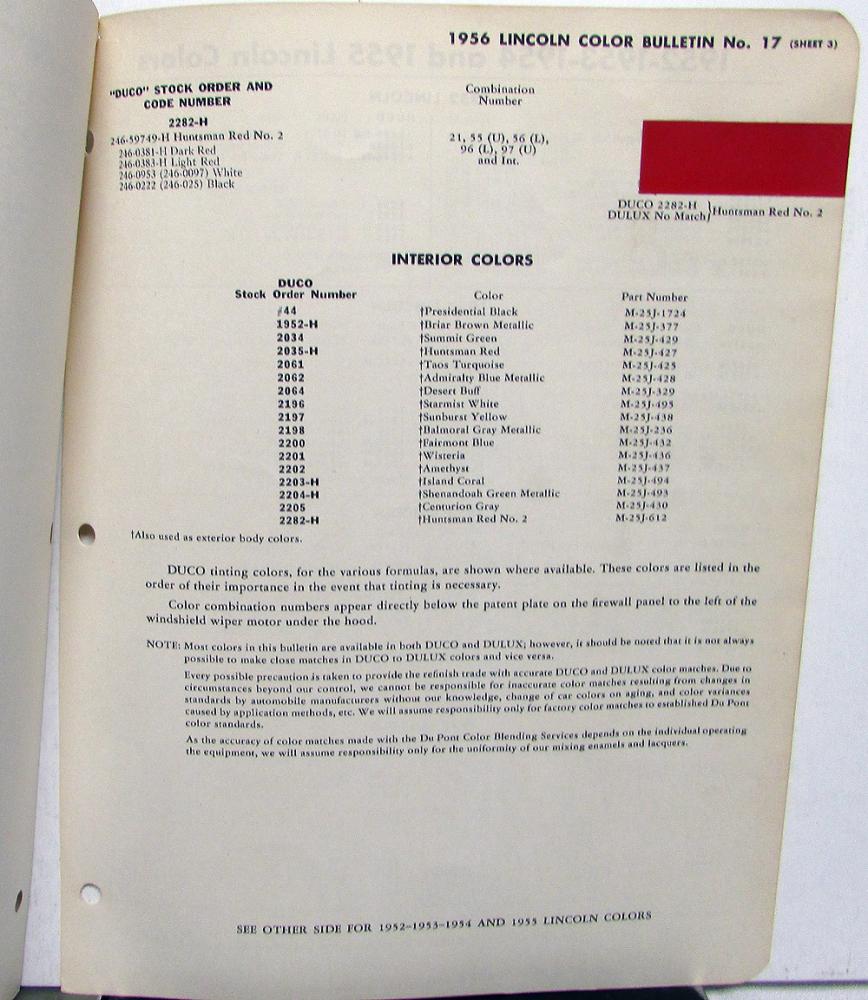 1956 LINCOLN COLOR BULLETIN No. 17 (SHEET 3)
"DUCO" STOCK ORDER AND
CODE NUMBER
Combination
Number
2282-H
246-59749-H Huntsman Red No. 2
246-0381-H Dark Red
246-0383-H Light Red
246-0953 (246-0097) White
246-0222 (246-025) Black
21, 55 (U), 56 (L),
96 (L), 97 (U)
and Int.
DUCO 2282-H
DULUX No Match} Huntsman Red No. 2
INTERIOR COLORS
DUCO
Stock Order Number Color Part Number
#44 †Presidential Black M-25J-1724
1952-H †Briar Brown Metallic M-25J-377
2034 †Summit Green M-25J-429
2035-H †Huntsman Red M-25J-427
2061 †Taos Turquoise M-25J-425
2062 †Admiralty Blue Metallic M-25J-428
2064 †Desert Buff M-25J-329
2196 †Starmist White M-25J-495
2197 †Sunburst Yellow M-25J-438
2198 †Balmoral Gray Metallic M-25J-236
2200 †Fairmont Blue M-25J-432
2201 †Wisteria M-25J-436
2202 †Amethyst M-25J-437
2203-H †Island Coral M-25J-494
2204-H †Shenandoah Green Metallic M-25J-493
2205 †Centurion Gray M-25J-430
2282-H †Huntsman Red No. 2 M-25J-612
†Also used as exterior body colors.
DUCO tinting colors, for the various formulas, are shown where available. These colors are listed in the
order of their importance in the event that tinting is necessary.
Color combination numbers appear directly below the patent plate on the firewall panel to the left of the
windshield wiper motor under the hood.
NOTE: Most colors in this bulletin are available in both DUCO and DULUX; however, it should be noted that it is not always
possible to make close matches in DUCO to DULUX colors and vice versa.
Every possible precaution is taken to provide the refinish trade with accurate DUCO and DULUX color matches. Due to
circumstances beyond our control, we cannot be responsible for inaccurate color matches resulting from changes in
standards by automobile manufacturers without our knowledge, change of car colors on aging, and color variances
caused by application methods, etc. We will assume responsibility only for factory color matches to established Du Pont
color standards.
As the accuracy of color matches made with the Du Pont Color Blending Services depends on the individual operating
the equipment, we will assume responsibility only for the uniformity of our mixing enamels and lacquers.
SEE OTHER SIDE FOR 1952-1953-1954 AND 1955 LINCOLN COLORS